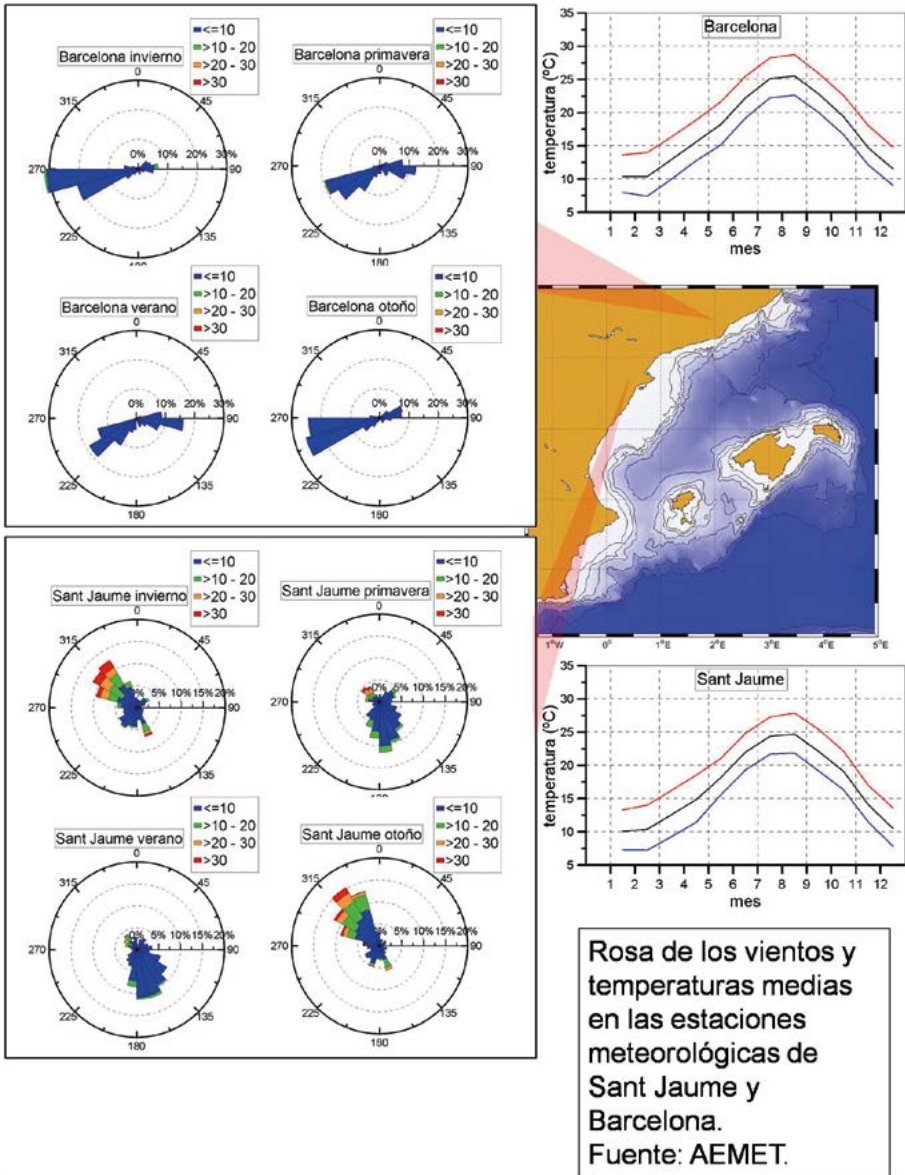 Barcelona invierno
<=10
>10 - 20
>20 - 30
>30
0
45
90
135
180
225
270
315
0% 10% 20% 30%
Barcelona primavera
<=10
>10 - 20
>20 - 30
>30
0
45
90
135
180
225
270
315
0% 10% 20% 30%
Barcelona verano
<=10
>10 - 20
>20 - 30
>30
0
45
90
135
180
225
270
315
0% 10% 20% 30%
Barcelona otoño
<=10
>10 - 20
>20 - 30
>30
0
45
90
135
180
225
270
315
0% 10% 20% 30%
Sant Jaume invierno
<=10
>10 - 20
>20 - 30
>30
0
45
90
135
180
225
270
315
0% 5% 10% 15% 20%
Sant Jaume primavera
<=10
>10 - 20
>20 - 30
>30
0
45
90
135
180
225
270
315
0% 5% 10% 15% 20%
Sant Jaume verano
<=10
>10 - 20
>20 - 30
>30
0
45
90
135
180
225
270
315
0% 5% 10% 15% 20%
Sant Jaume otoño
<=10
>10 - 20
>20 - 30
>30
0
45
90
135
180
225
270
315
0% 5% 10% 15% 20%
Barcelona
temperatura (ºC)
35
30
25
20
15
10
5
1 2 3 4 5 6 7 8 9 10 11 12
mes
1°W 0° 1°E 2°E 3°E 4°E 5°E
Sant Jaume
temperatura (ºC)
35
30
25
20
15
10
5
1 2 3 4 5 6 7 8 9 10 11 12
mes
Rosa de los vientos y
temperaturas medias
en las estaciones
meteorológicas de
Sant Jaume y
Barcelona.
Fuente: AEMET.